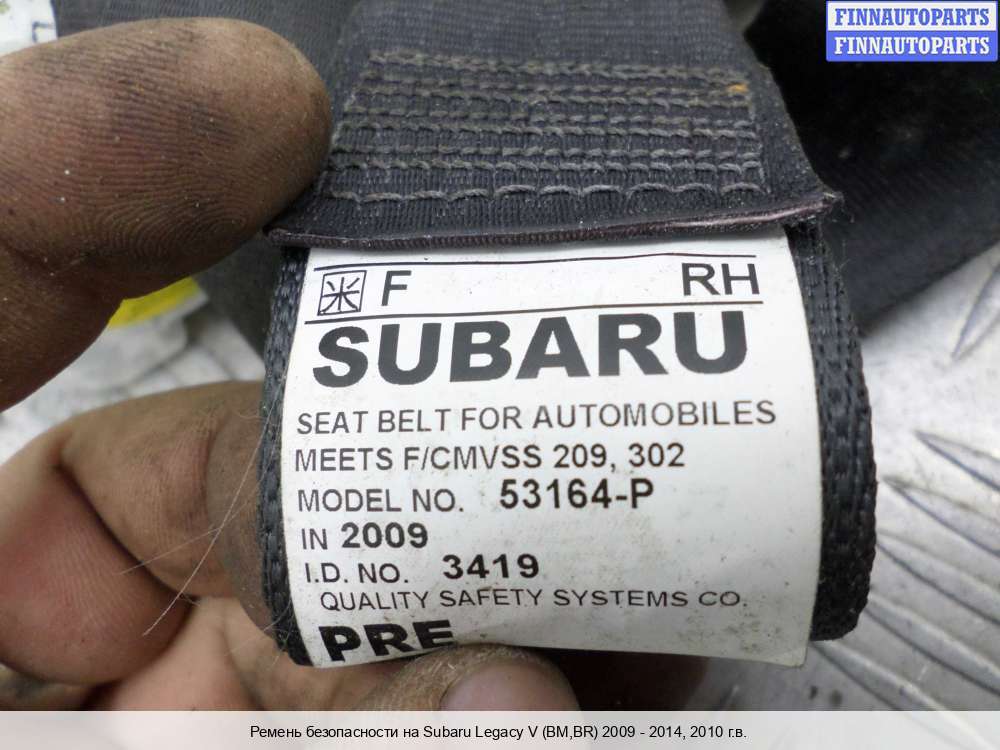 FINNAUTOPARTS
FINNAUTOPARTS
米 F RH
SUBARU
SEAT BELT FOR AUTOMOBILES
MEETS F/CMVSS 209, 302
MODEL NO. 53164-P
IN 2009
I.D. NO. 3419
QUALITY SAFETY SYSTEMS CO.
PRE
Ремень безопасности на Subaru Legacy V (BM,BR) 2009 - 2014, 2010 г.в.